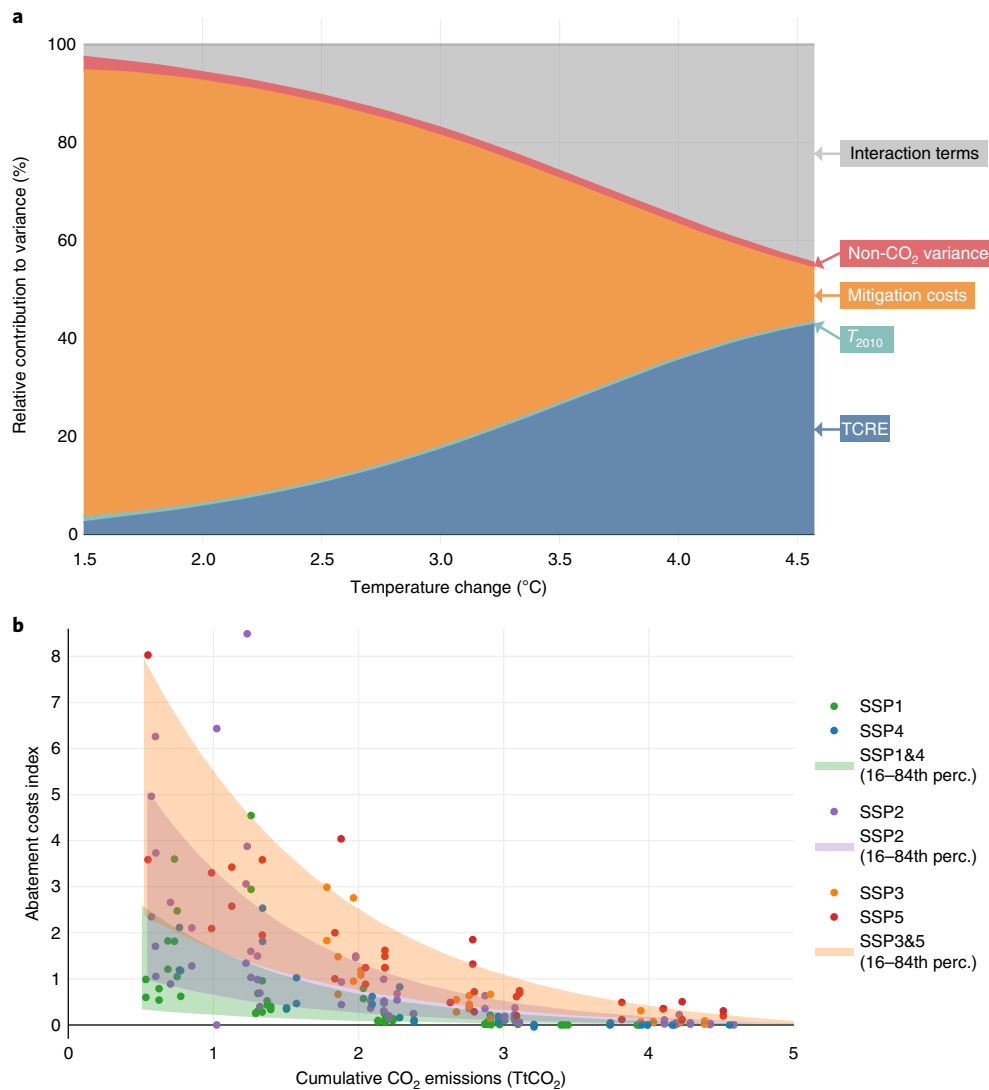 a
100
80
60
40
20
0
Relative contribution to variance (%)
1.5 2.0 2.5 3.0 3.5 4.0 4.5
Temperature change (°C)
Interaction terms
Non-CO₂ variance
Mitigation costs
T₂₀₁₀
TCRE
b
8
7
6
5
4
3
2
1
0
Abatement costs index
0 1 2 3 4 5
Cumulative CO₂ emissions (TtCO₂)
SSP1
SSP4
SSP1&4
(16–84th perc.)
SSP2
SSP2
(16–84th perc.)
SSP3
SSP5
SSP3&5
(16–84th perc.)